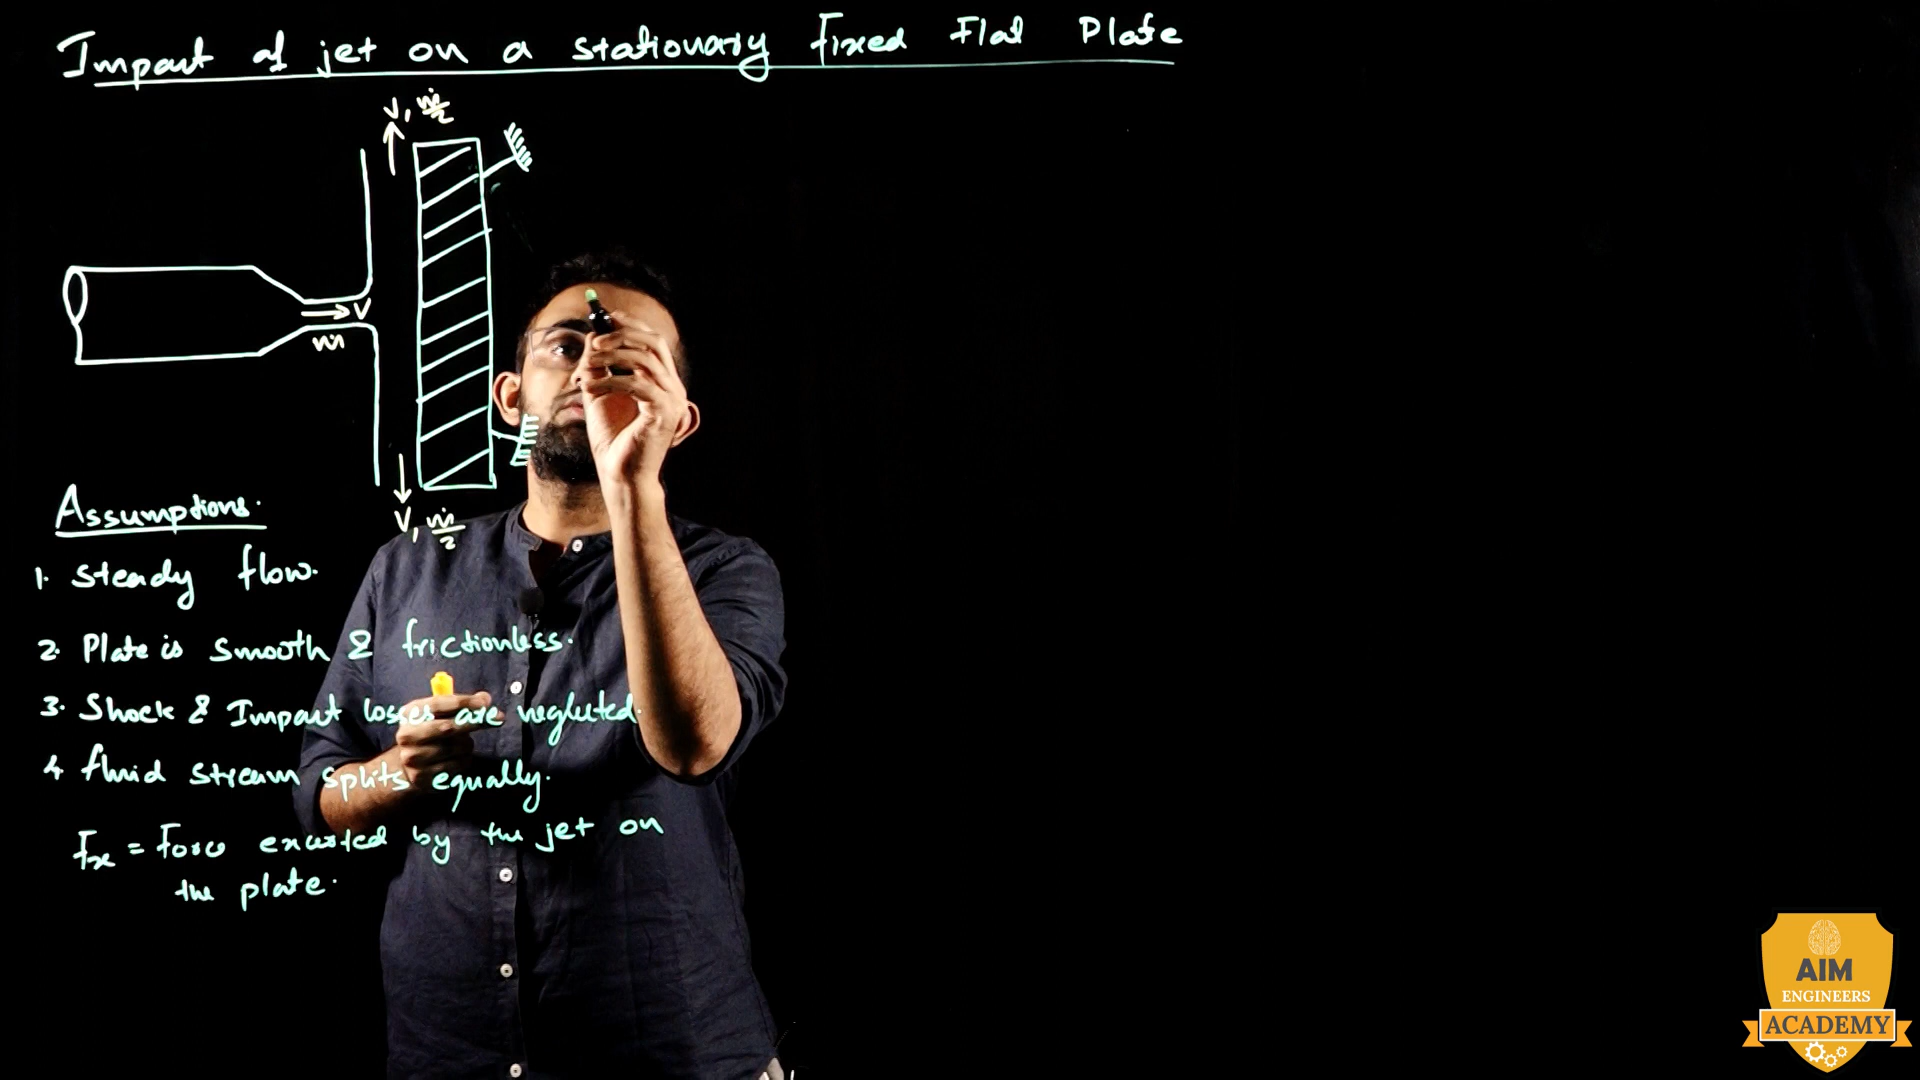 Impact of jet on a stationary Fixed Flat Plate
V, ṁ/2
V
ṁ
V, ṁ/2
Assumptions.
1. Steady flow.
2. Plate is smooth & frictionless.
3. Shock & Impact losses are neglected.
4. fluid stream splits equally.
Fx = Force exerted by the jet on
the plate.
AIM
ENGINEERS
ACADEMY